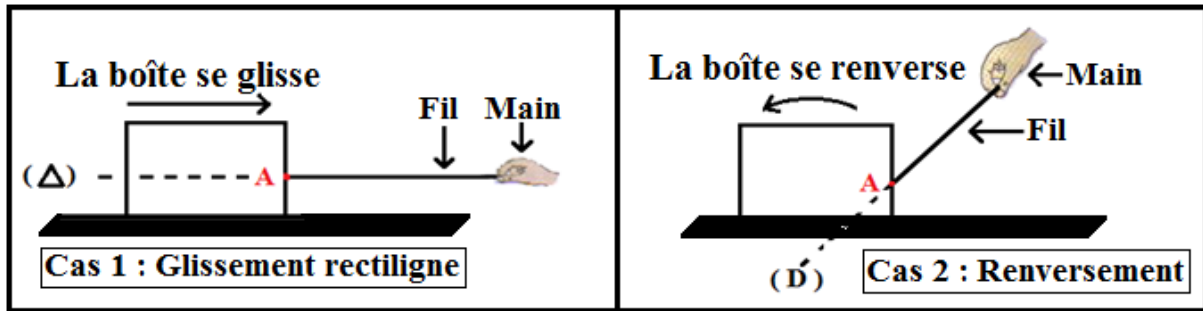 La boîte se glisse
Fil
Main
(Δ)
A
Cas 1 : Glissement rectiligne
La boîte se renverse
Main
Fil
A
(D)
Cas 2 : Renversement